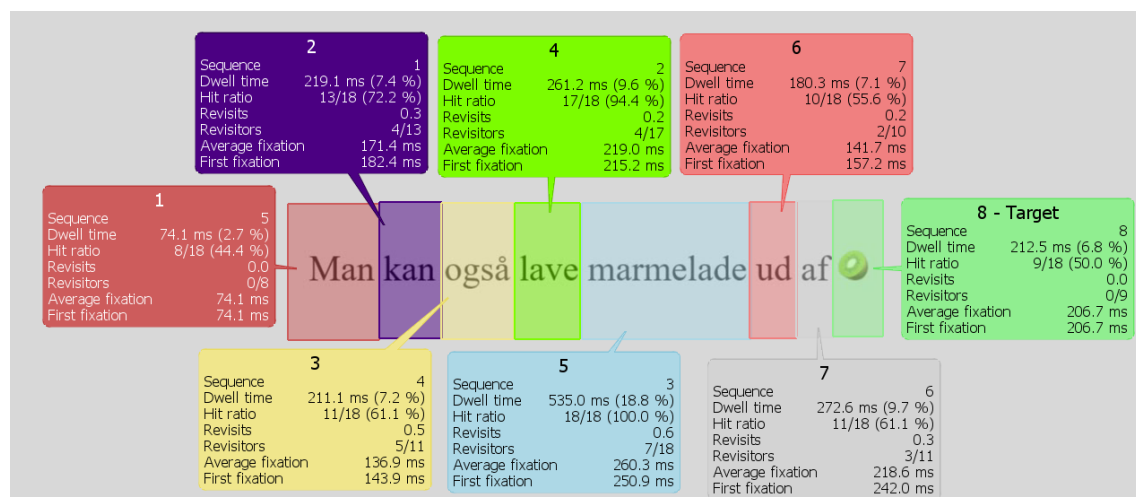 2
Sequence 1
Dwell time 219.1 ms (7.4 %)
Hit ratio 13/18 (72.2 %)
Revisits 0.3
Revisitors 4/13
Average fixation 171.4 ms
First fixation 182.4 ms
4
Sequence 2
Dwell time 261.2 ms (9.6 %)
Hit ratio 17/18 (94.4 %)
Revisits 0.2
Revisitors 4/17
Average fixation 219.0 ms
First fixation 215.2 ms
6
Sequence 7
Dwell time 180.3 ms (7.1 %)
Hit ratio 10/18 (55.6 %)
Revisits 0.2
Revisitors 2/10
Average fixation 141.7 ms
First fixation 157.2 ms
1
Sequence 5
Dwell time 74.1 ms (2.7 %)
Hit ratio 8/18 (44.4 %)
Revisits 0.0
Revisitors 0/8
Average fixation 74.1 ms
First fixation 74.1 ms
Man kan også lave marmelade ud af
8 - Target
Sequence 8
Dwell time 212.5 ms (6.8 %)
Hit ratio 9/18 (50.0 %)
Revisits 0.0
Revisitors 0/9
Average fixation 206.7 ms
First fixation 206.7 ms
3
Sequence 4
Dwell time 211.1 ms (7.2 %)
Hit ratio 11/18 (61.1 %)
Revisits 0.5
Revisitors 5/11
Average fixation 136.9 ms
First fixation 143.9 ms
5
Sequence 3
Dwell time 535.0 ms (18.8 %)
Hit ratio 18/18 (100.0 %)
Revisits 0.6
Revisitors 7/18
Average fixation 260.3 ms
First fixation 250.9 ms
7
Sequence 6
Dwell time 272.6 ms (9.7 %)
Hit ratio 11/18 (61.1 %)
Revisits 0.3
Revisitors 3/11
Average fixation 218.6 ms
First fixation 242.0 ms